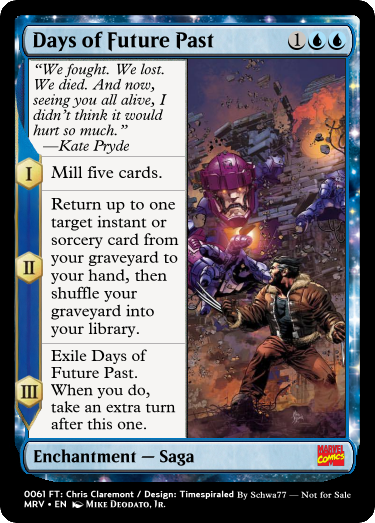 Days of Future Past 1
“We fought. We lost.
We died. And now,
seeing you all alive, I
didn’t think it would
hurt so much.”
—Kate Pryde
I Mill five cards.
Return up to one
target instant or
sorcery card from
your graveyard to
II your hand, then
shuffle your
graveyard into
your library.
Exile Days of
Future Past.
III When you do,
take an extra turn
after this one.
Enchantment — Saga
MARVEL
COMICS
0061 FT: Chris Claremont / Design: Timespiraled By Schwa77 — Not for Sale
MRV • EN Mike Deodato, Jr.